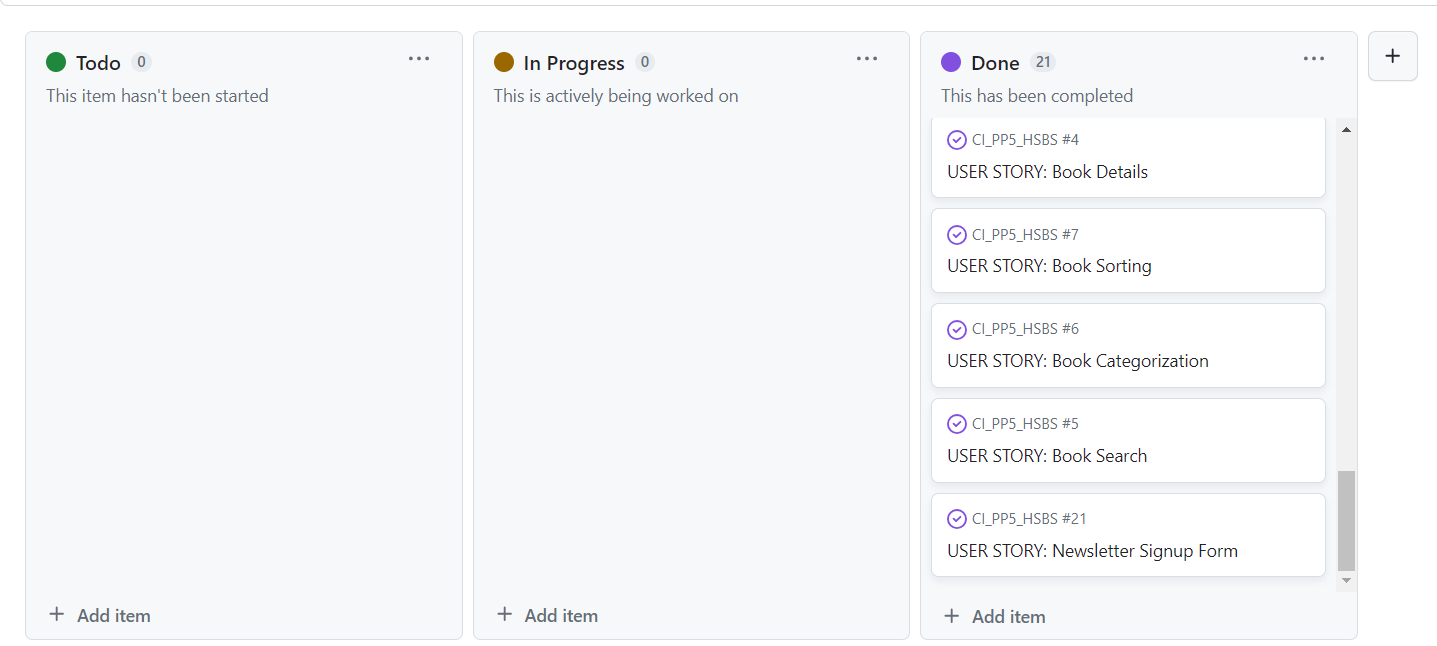 Todo 0
This item hasn't been started
+ Add item
In Progress 0
This is actively being worked on
+ Add item
Done 21
This has been completed
CI_PP5_HSBS #4
USER STORY: Book Details
CI_PP5_HSBS #7
USER STORY: Book Sorting
CI_PP5_HSBS #6
USER STORY: Book Categorization
CI_PP5_HSBS #5
USER STORY: Book Search
CI_PP5_HSBS #21
USER STORY: Newsletter Signup Form
+ Add item
+